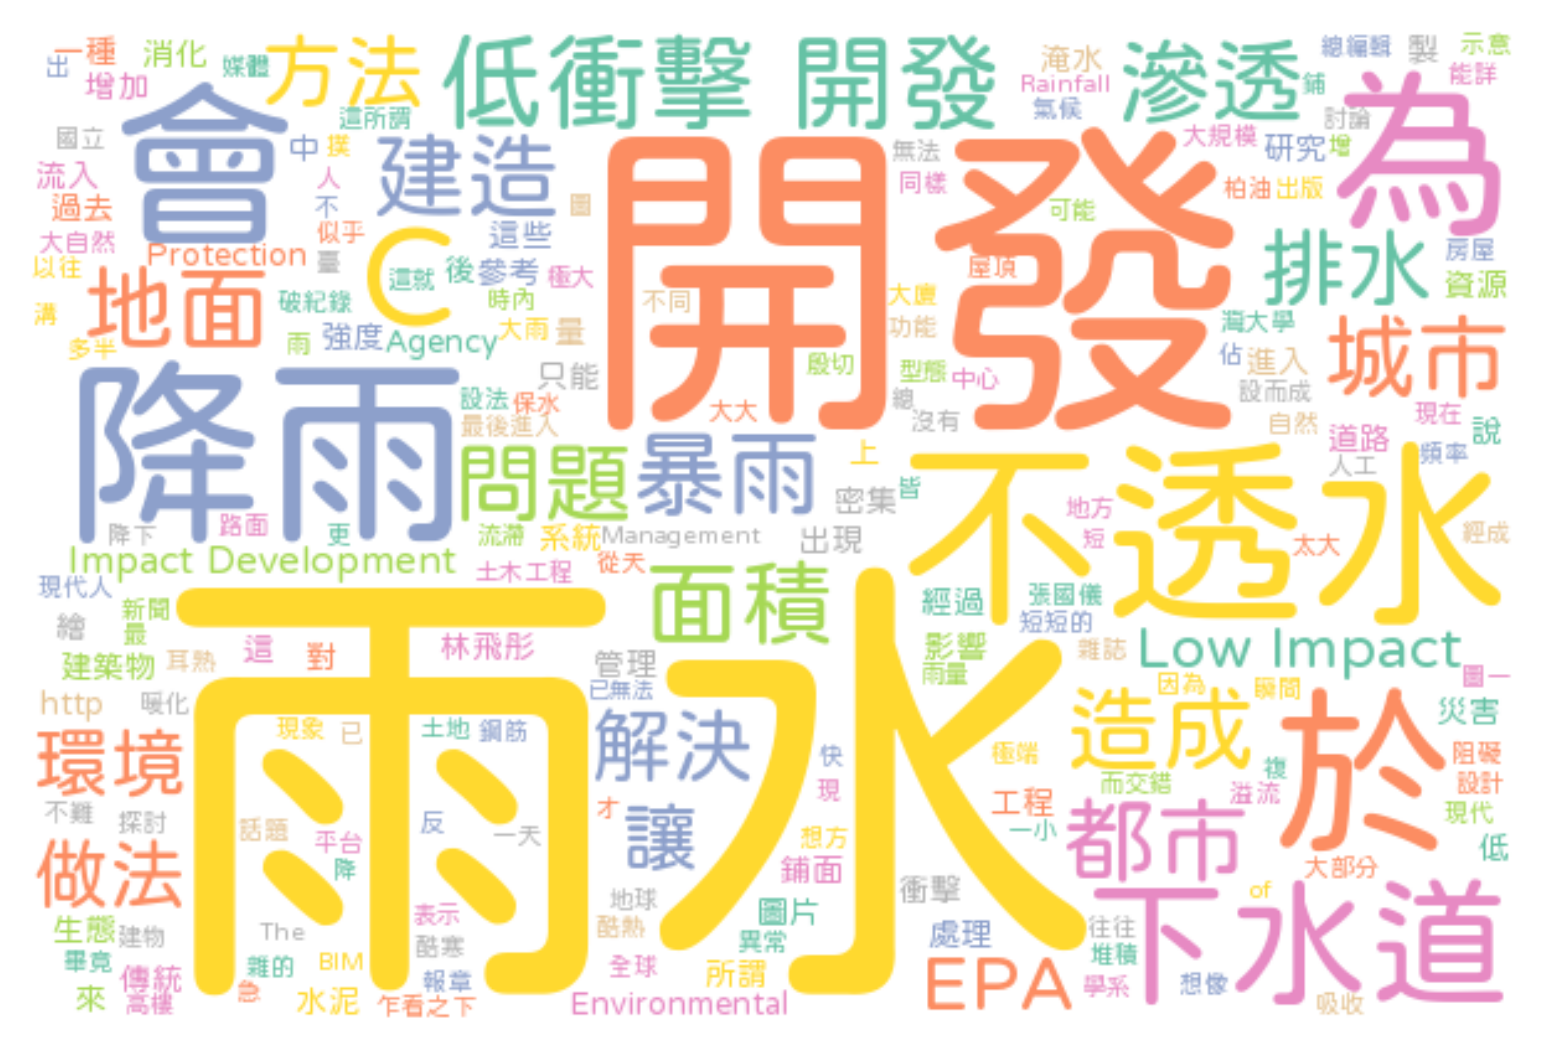 一種
消化
媒體
方法
低衝擊 開發
淹水
滲透
總編輯
製
示意
出
增加
Rainfall
鋪
能詳
為
會
這所謂
氣候
討論
國立
中
撲
建造
開發
無法
大規模
研究
增
流入
人
同樣
柏油
出版
過去
不
圖
可能
大自然
似乎
這些
排水
房屋
Protection
臺
C
以往
地面
這就
後
參考
極大
屋頂
資源
破紀錄
時內
不同
大廈
溝
雨
強度
Agency
大雨
量
功能
灣大學
城市
多半
殷切
型態
中心
佔
進入
降雨
只能
設而成
設法
保水
大大
總
沒有
現在
最後進入
自然
道路
說
問題
暴雨
上
不透水
頻率
人工
密集
皆
地方
降下
路面
更
流滯
系統
Management
出現
短
太大
經成
Impact Development
土木工程
從天
面積
現代人
雨水
經過
張國儀
新聞
短短的
繪
最
這
對
林飛彤
影響
雜誌
Low Impact
建築物
耳熟
管理
雨量
http
暖化
已無法
因為
瞬間
圖一
現象
已
土地
鋼筋
解決
造成
於
災害
環境
快
極端
阻礙
複
而交錯
設計
現
溢流
不難
探討
話題
平台
反
一天
才
讓
想方
工程
一小
都市
現代
做法
降
鋪面
大部分
低
地球
衝擊
of
下水道
生態
建物
The
表示
酷寒
酷熱
圖片
異常
處理
往往
畢竟
雜的
BIM
堆積
傳統
報章
全球
所謂
EPA
學系
想像
來
高樓
水泥
乍看之下
Environmental
吸收